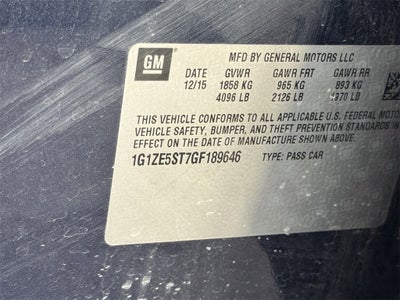 GM
MFD BY GENERAL MOTORS LLC
DATE GVWR GAWR FRT GAWR RR
12/15 1858 KG 965 KG 893 KG
4096 LB 2126 LB 1970 LB
THIS VEHICLE CONFORMS TO ALL APPLICABLE U.S. FEDERAL MOTOR
VEHICLE SAFETY, BUMPER, AND THEFT PREVENTION STANDARDS
IN EFFECT ON THE DATE OF MANUFACTURE SHOWN ABOVE.
1G1ZE5ST7GF189646 TYPE: PASS CAR